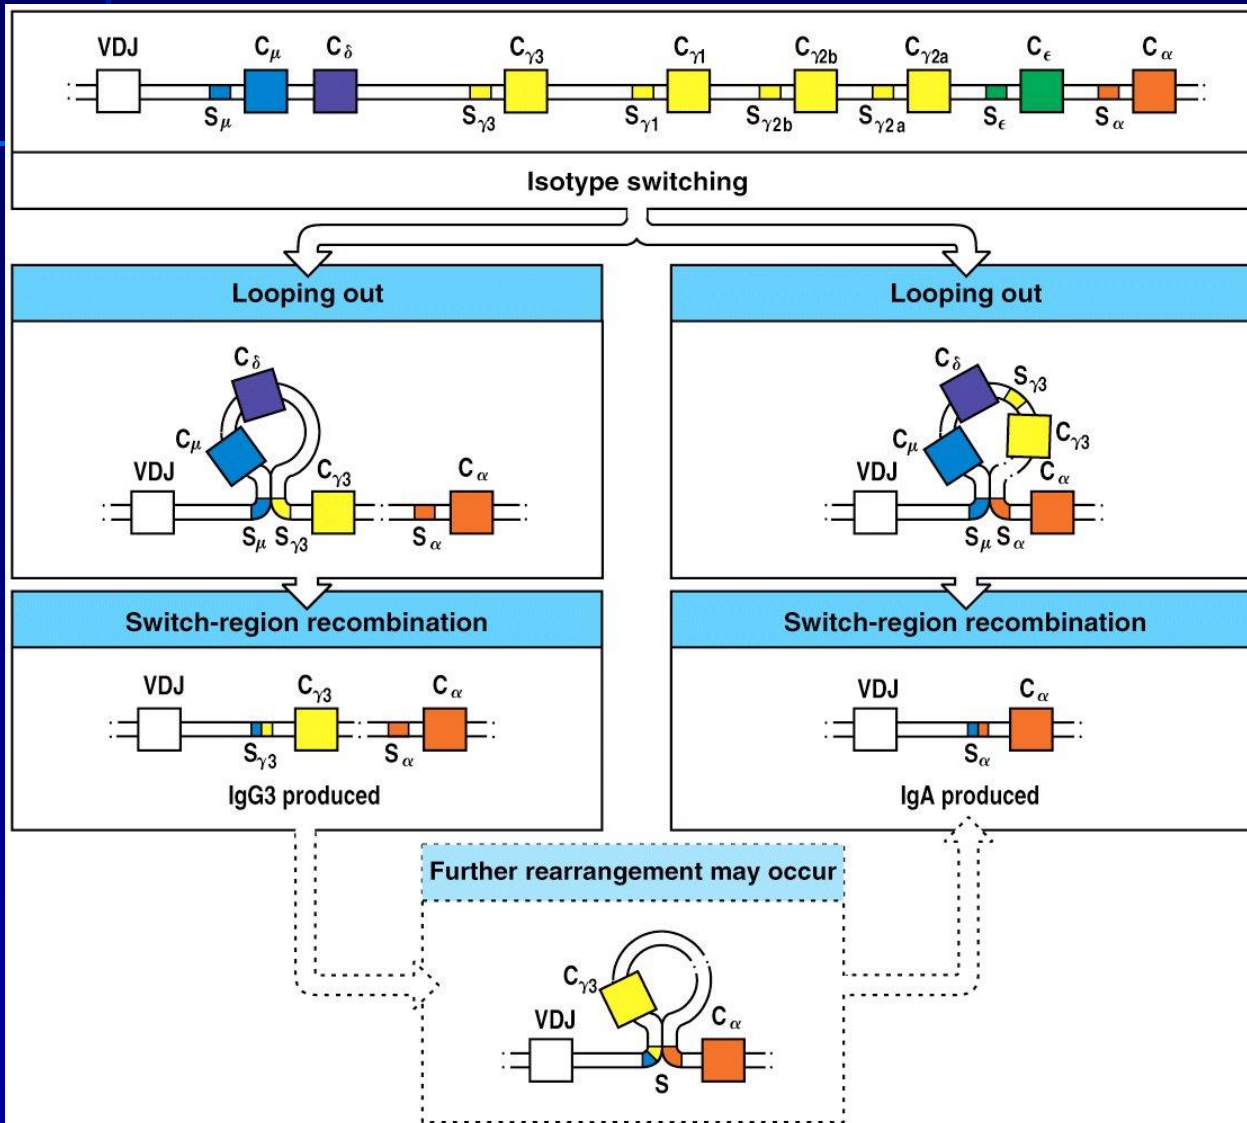 VDJ Cμ Cδ Cγ3 Cγ1 Cγ2b Cγ2a Cϵ Cα
Sμ Sγ3 Sγ1 Sγ2b Sγ2a Sϵ Sα
Isotype switching
Looping out
Cδ
Cμ
VDJ Cγ3 Cα
Sμ Sγ3 Sα
Switch-region recombination
VDJ Cγ3 Cα
Sγ3 Sα
IgG3 produced
Looping out
Cδ Sγ3
Cμ Cγ3
VDJ Cα
Sμ Sα
Switch-region recombination
VDJ Cα
Sα
IgA produced
Further rearrangement may occur
Cγ3
VDJ Cα
S